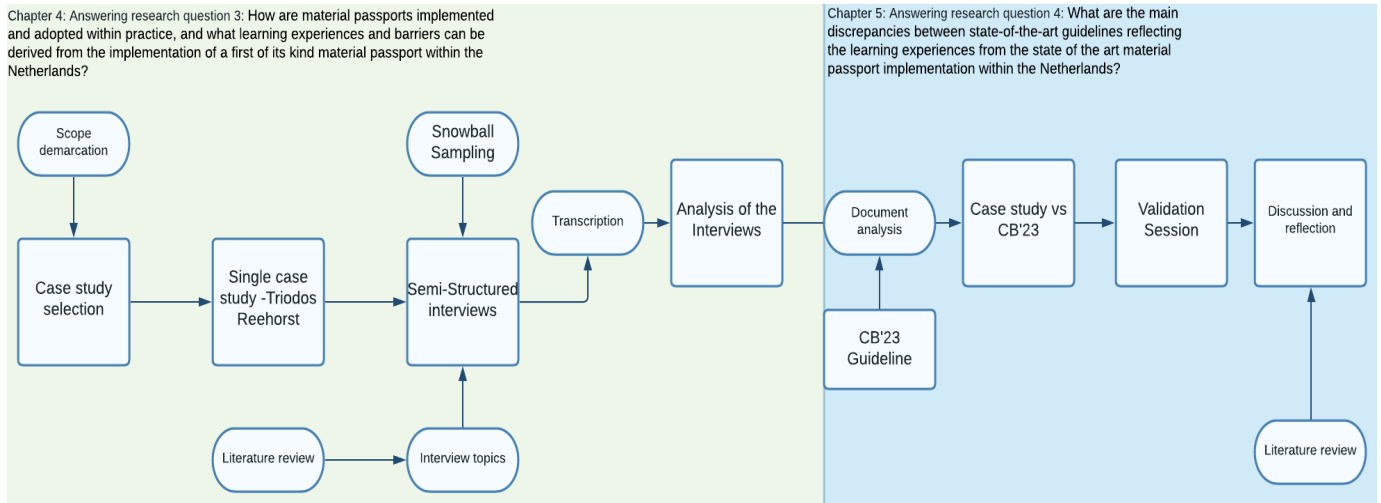 Chapter 4: Answering research question 3: How are material passports implemented
and adopted within practice, and what learning experiences and barriers can be
derived from the implementation of a first of its kind material passport within the
Netherlands?
Scope
demarcation
Snowball
Sampling
Transcription
Analysis of the
Interviews
Case study
selection
Single case
study -Triodos
Reehorst
Semi-Structured
interviews
Literature review
Interview topics
Chapter 5: Answering research question 4: What are the main
discrepancies between state-of-the-art guidelines reflecting
the learning experiences from the state of the art material
passport implementation within the Netherlands?
Document
analysis
Case study vs
CB'23
Validation
Session
Discussion and
reflection
CB'23
Guideline
Literature review